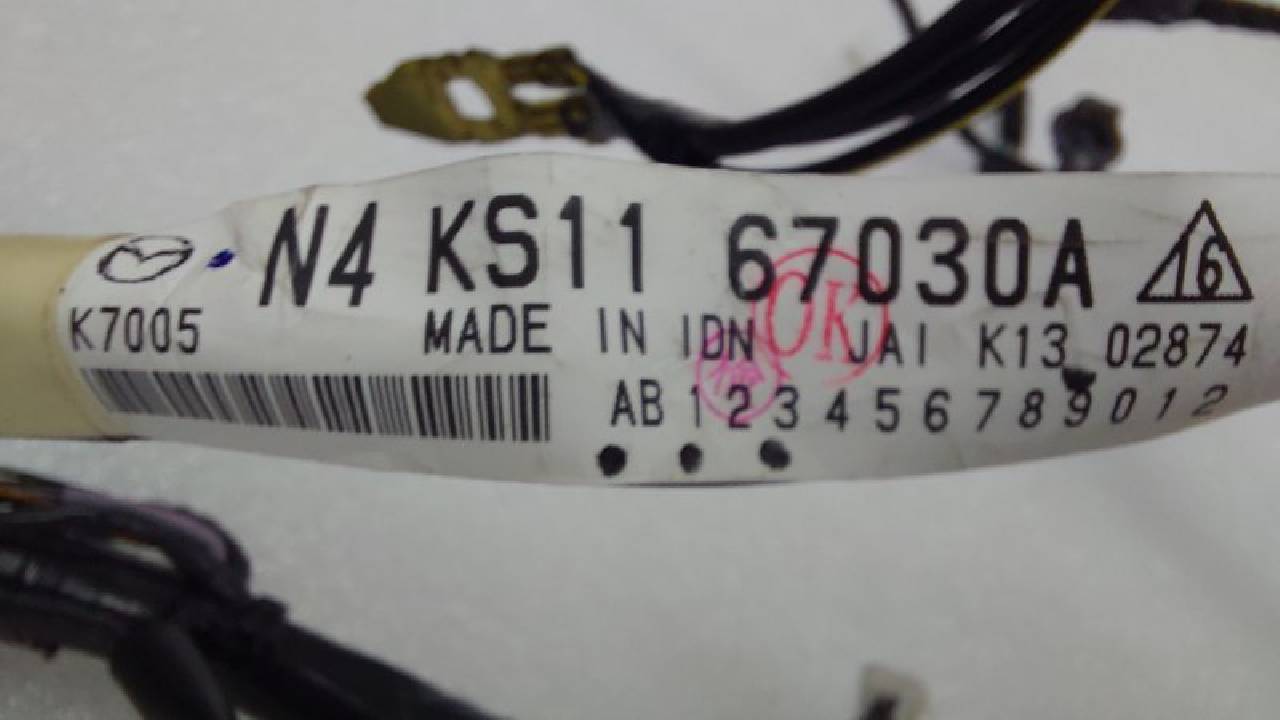 N4 KS11 67030A 16
K7005 MADE IN IDN JAI K13 02874
OK
AB 1 2 3 4 5 6 7 8 9 0 1 2